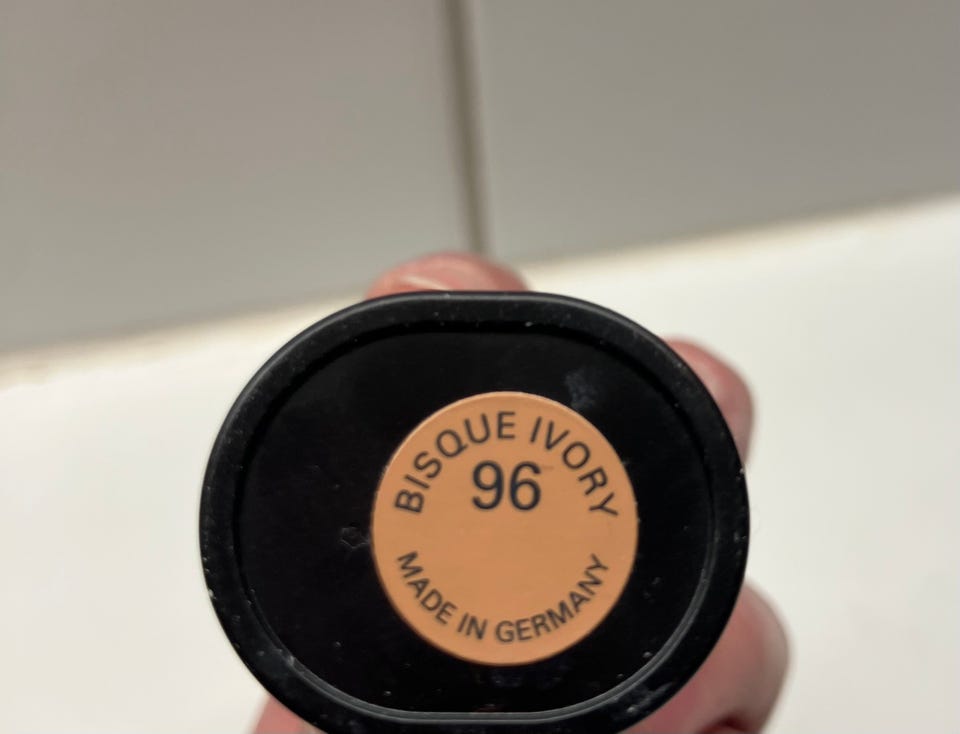 BISQUE IVORY
96
MADE IN GERMANY